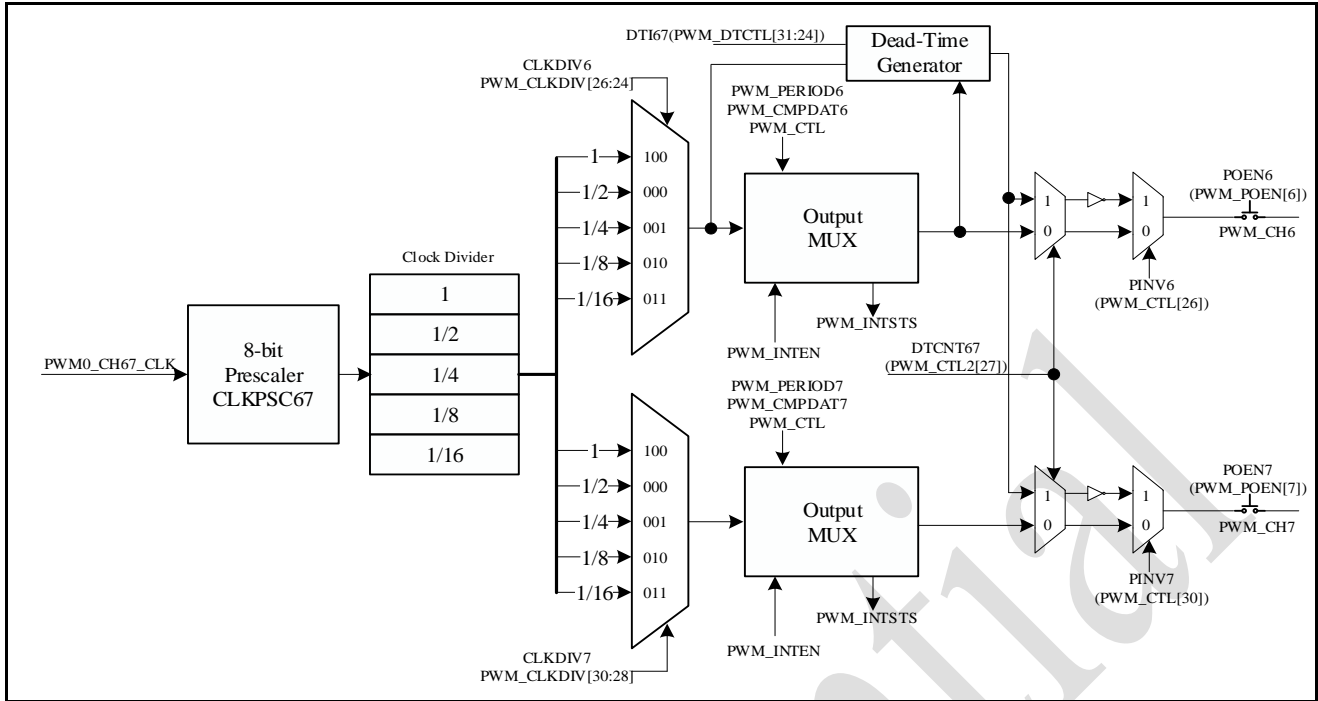 DTI67(PWM_DTCTL[31:24])
Dead-Time
Generator
CLKDIV6
PWM_CLKDIV[26:24]
PWM_PERIOD6
PWM_CMPDAT6
PWM_CTL
1
100
1/2
000
1/4
001
1/8
010
1/16
011
Output
MUX
1
0
1
0
POEN6
(PWM_POEN[6])
PWM_CH6
PINV6
(PWM_CTL[26])
PWM_INTSTS
PWM_INTEN
Clock Divider
1
1/2
1/4
1/8
1/16
PWM0_CH67_CLK
8-bit
Prescaler
CLKPSC67
DTCNT67
(PWM_CTL2[27])
PWM_PERIOD7
PWM_CMPDAT7
PWM_CTL
1
100
1/2
000
1/4
001
1/8
010
1/16
011
Output
MUX
1
0
1
0
POEN7
(PWM_POEN[7])
PWM_CH7
PINV7
(PWM_CTL[30])
PWM_INTSTS
PWM_INTEN
CLKDIV7
PWM_CLKDIV[30:28]
ntial